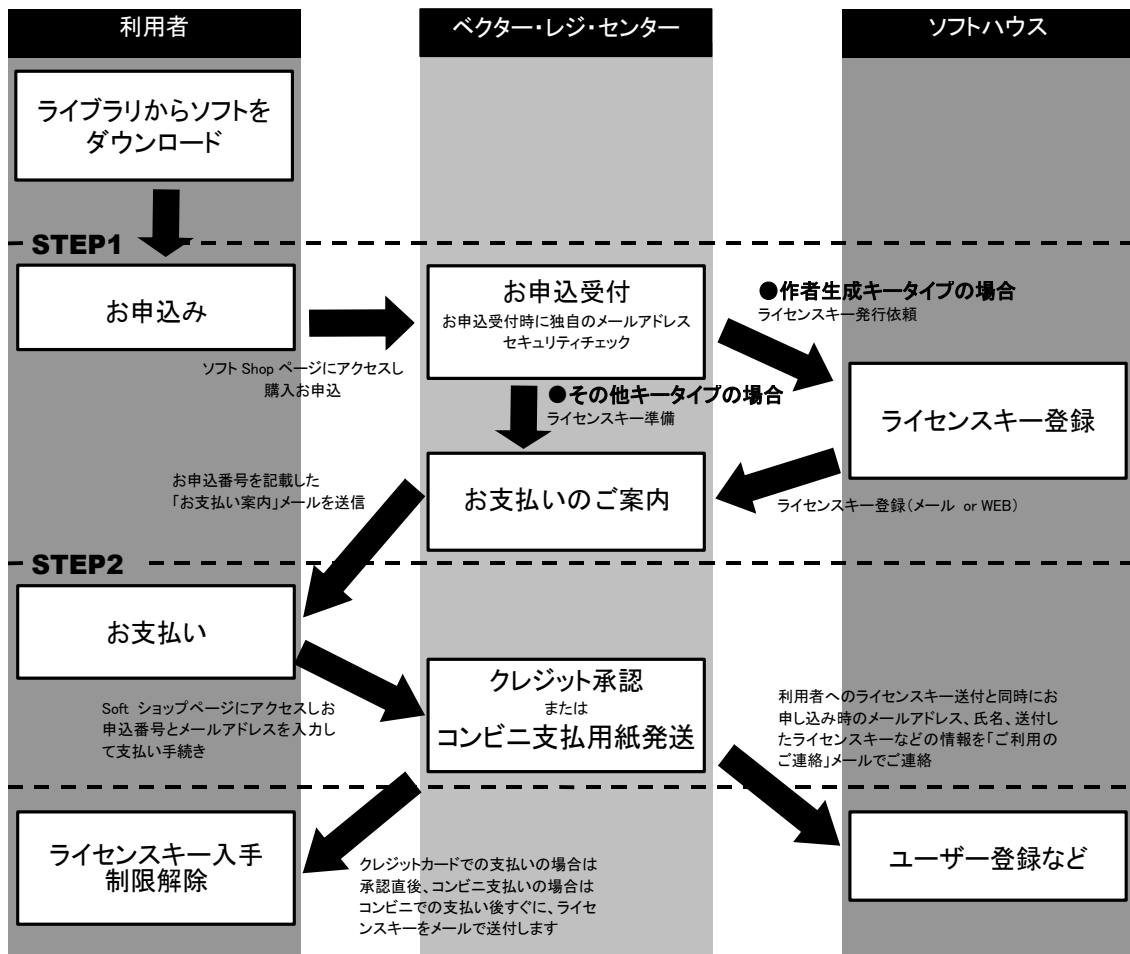 利用者
ベクター・レジ・センター
ソフトハウス
ライブラリからソフトを
ダウンロード
STEP1
お申込み
ソフト Shop ページにアクセスし
購入お申込
お申込受付
お申込受付時に独自のメールアドレス
セキュリティチェック
●作者生成キータイプの場合
ライセンスキー発行依頼
●その他キータイプの場合
ライセンスキー準備
ライセンスキー登録
お申込番号を記載した
「お支払い案内」メールを送信
お支払いのご案内
ライセンスキー登録（メール or WEB）
STEP2
お支払い
Soft ショップページにアクセスしお
申込番号とメールアドレスを入力し
て支払い手続き
クレジット承認
または
コンビニ支払用紙発送
利用者へのライセンスキー送付と同時にお
申し込み時のメールアドレス、氏名、送付し
たライセンスキーなどの情報を「ご利用の
ご連絡」メールでご連絡
ライセンスキー入手
制限解除
クレジットカードでの支払いの場合は
承認直後、コンビニ支払いの場合は
コンビニでの支払い後すぐに、ライセ
ンスキーをメールで送付します
ユーザー登録など